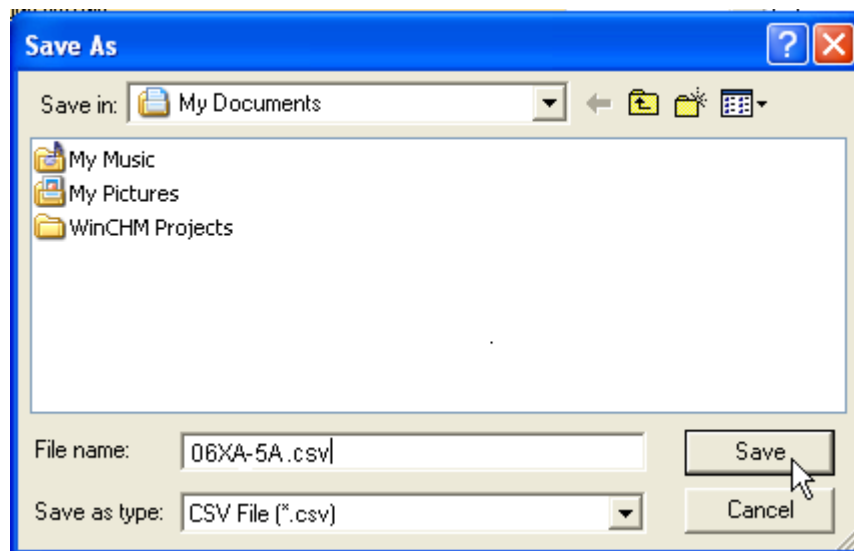 Save As
Save in: My Documents
My Music
My Pictures
WinCHM Projects
File name: 06XA-5A.csv Save
Save as type: CSV File (*.csv) Cancel